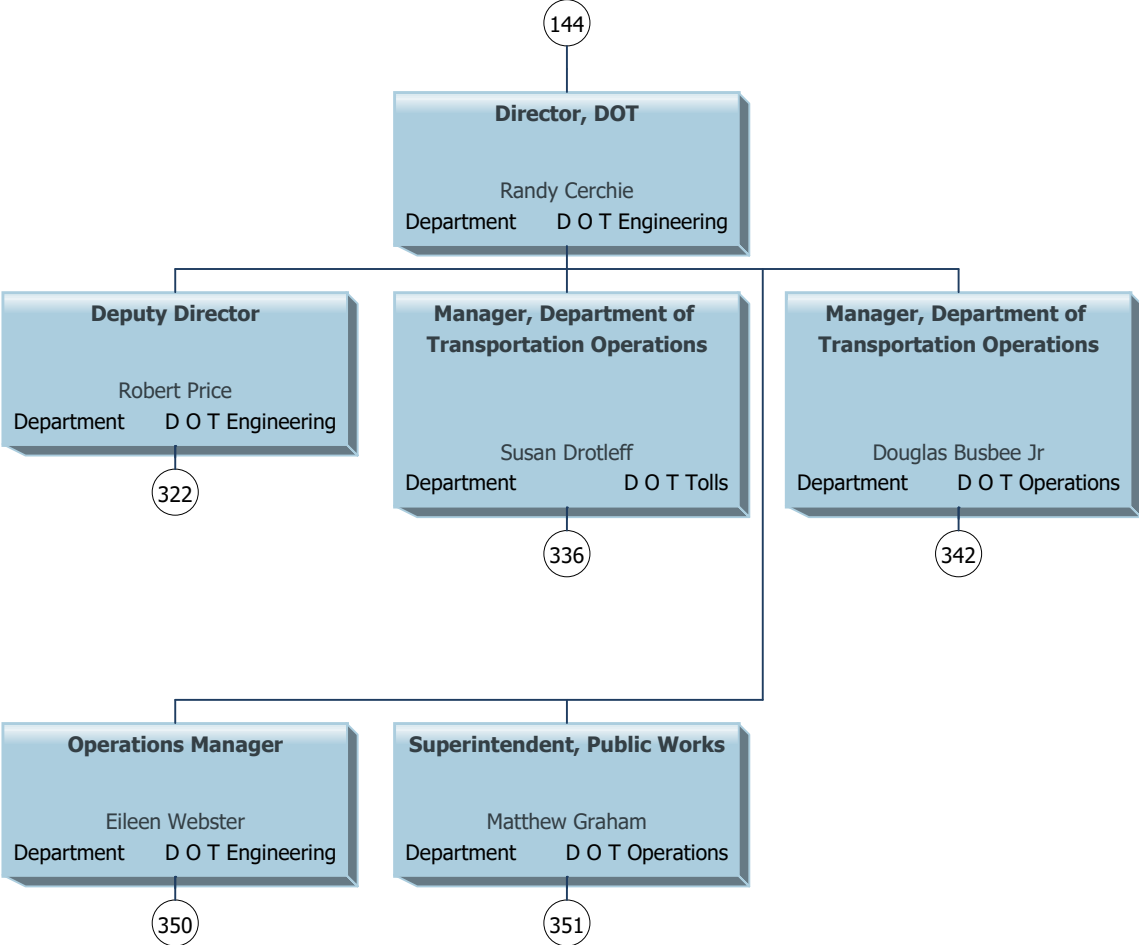 144
Director, DOT
Randy Cerchie
Department D O T Engineering
Deputy Director
Robert Price
Department D O T Engineering
322
Manager, Department of
Transportation Operations
Susan Drotleff
Department D O T Tolls
336
Manager, Department of
Transportation Operations
Douglas Busbee Jr
Department D O T Operations
342
Operations Manager
Eileen Webster
Department D O T Engineering
350
Superintendent, Public Works
Matthew Graham
Department D O T Operations
351